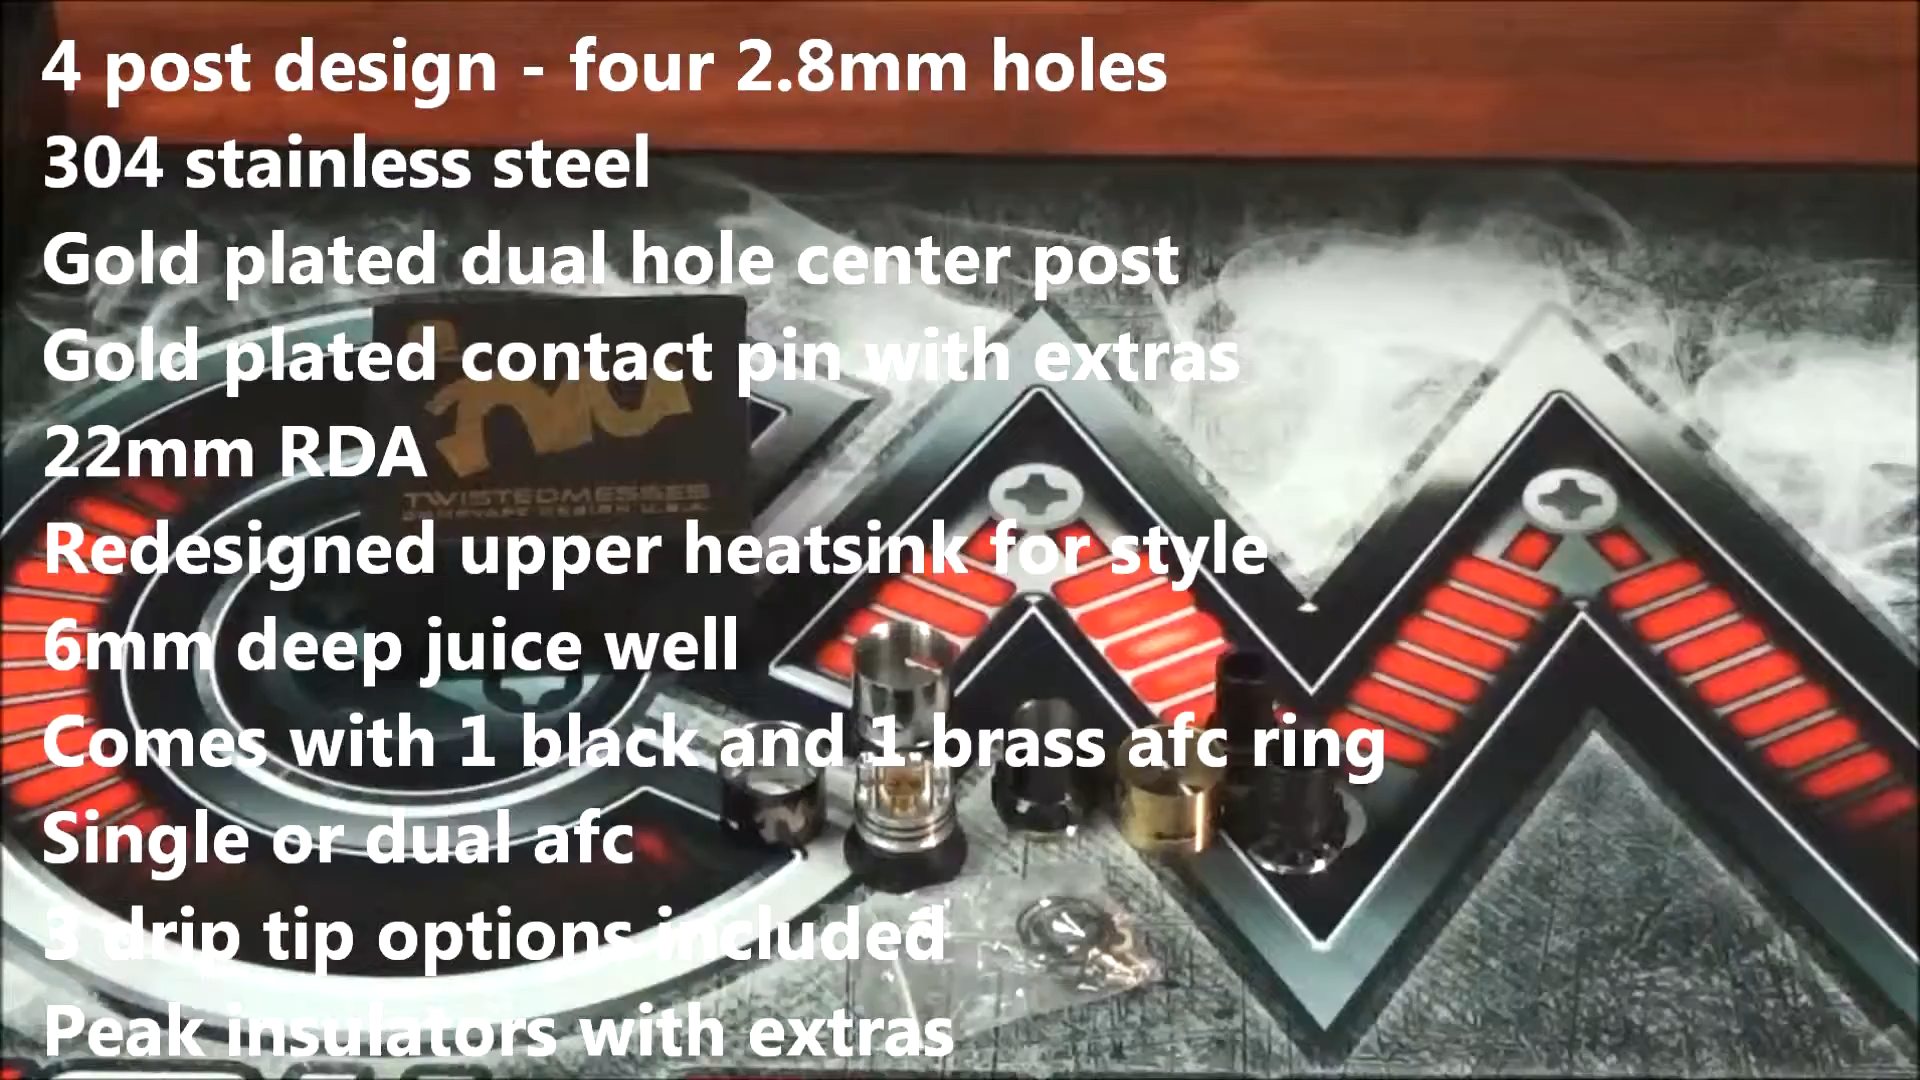 4 post design - four 2.8mm holes
304 stainless steel
Gold plated dual hole center post
Gold plated contact pin with extras
22mm RDA
TWISTEDMESSES
Redesigned upper heatsink for style
6mm deep juice well
Comes with 1 black and 1 brass afc ring
Single or dual afc
3 drip tip options included
Peak insulators with extras